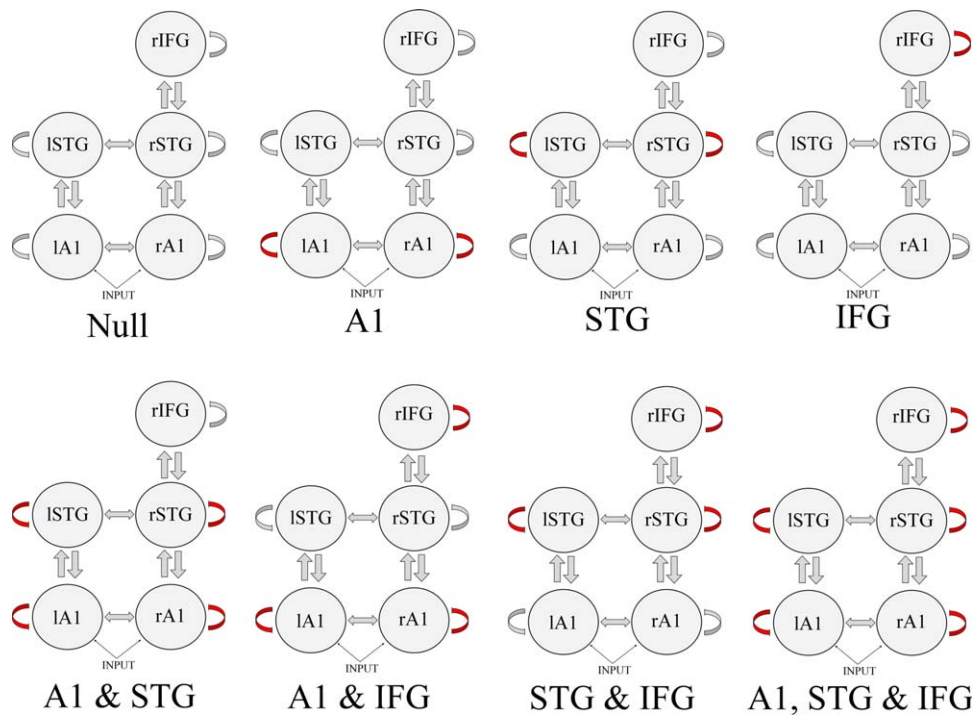 rIFG
lSTG rSTG
lA1 rA1
INPUT
Null
rIFG
lSTG rSTG
lA1 rA1
INPUT
A1
rIFG
lSTG rSTG
lA1 rA1
INPUT
STG
rIFG
lSTG rSTG
lA1 rA1
INPUT
IFG
rIFG
lSTG rSTG
lA1 rA1
INPUT
A1 & STG
rIFG
lSTG rSTG
lA1 rA1
INPUT
A1 & IFG
rIFG
lSTG rSTG
lA1 rA1
INPUT
STG & IFG
rIFG
lSTG rSTG
lA1 rA1
INPUT
A1, STG & IFG